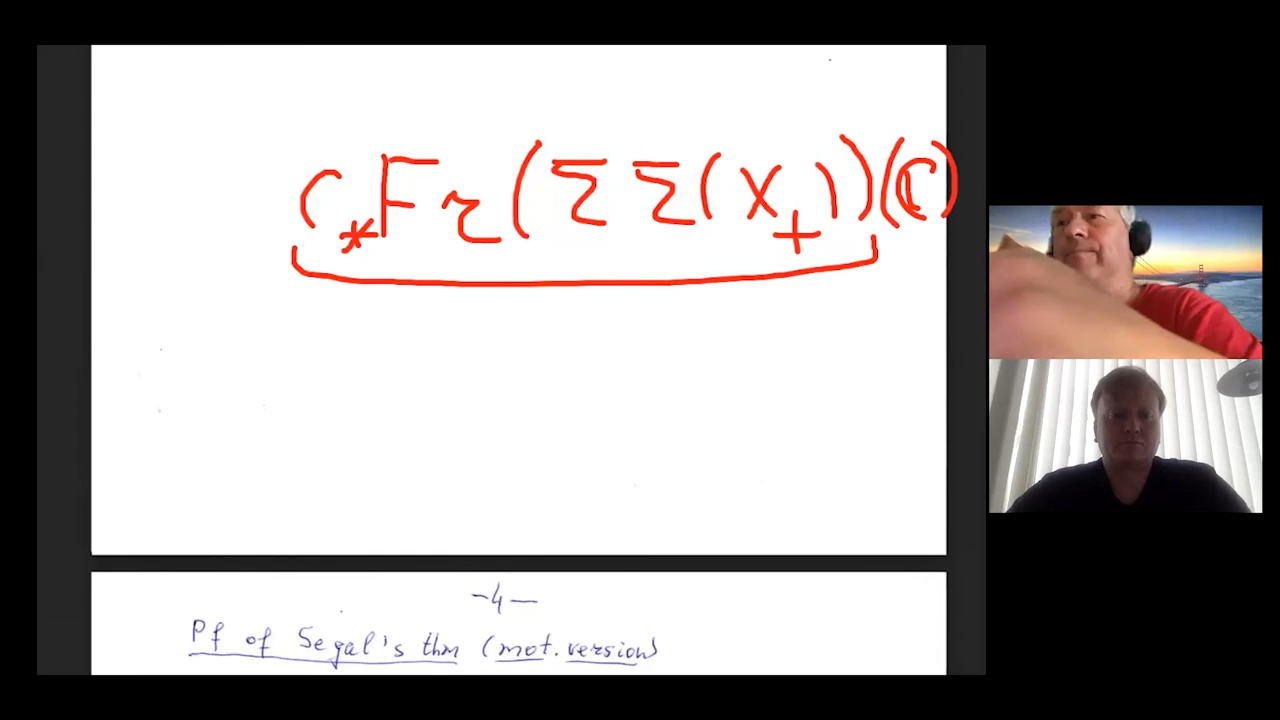 C_*Fr(ΣΣ(X_+))(ℂ)
-4-
Pf of Segal's thm (mot. version)